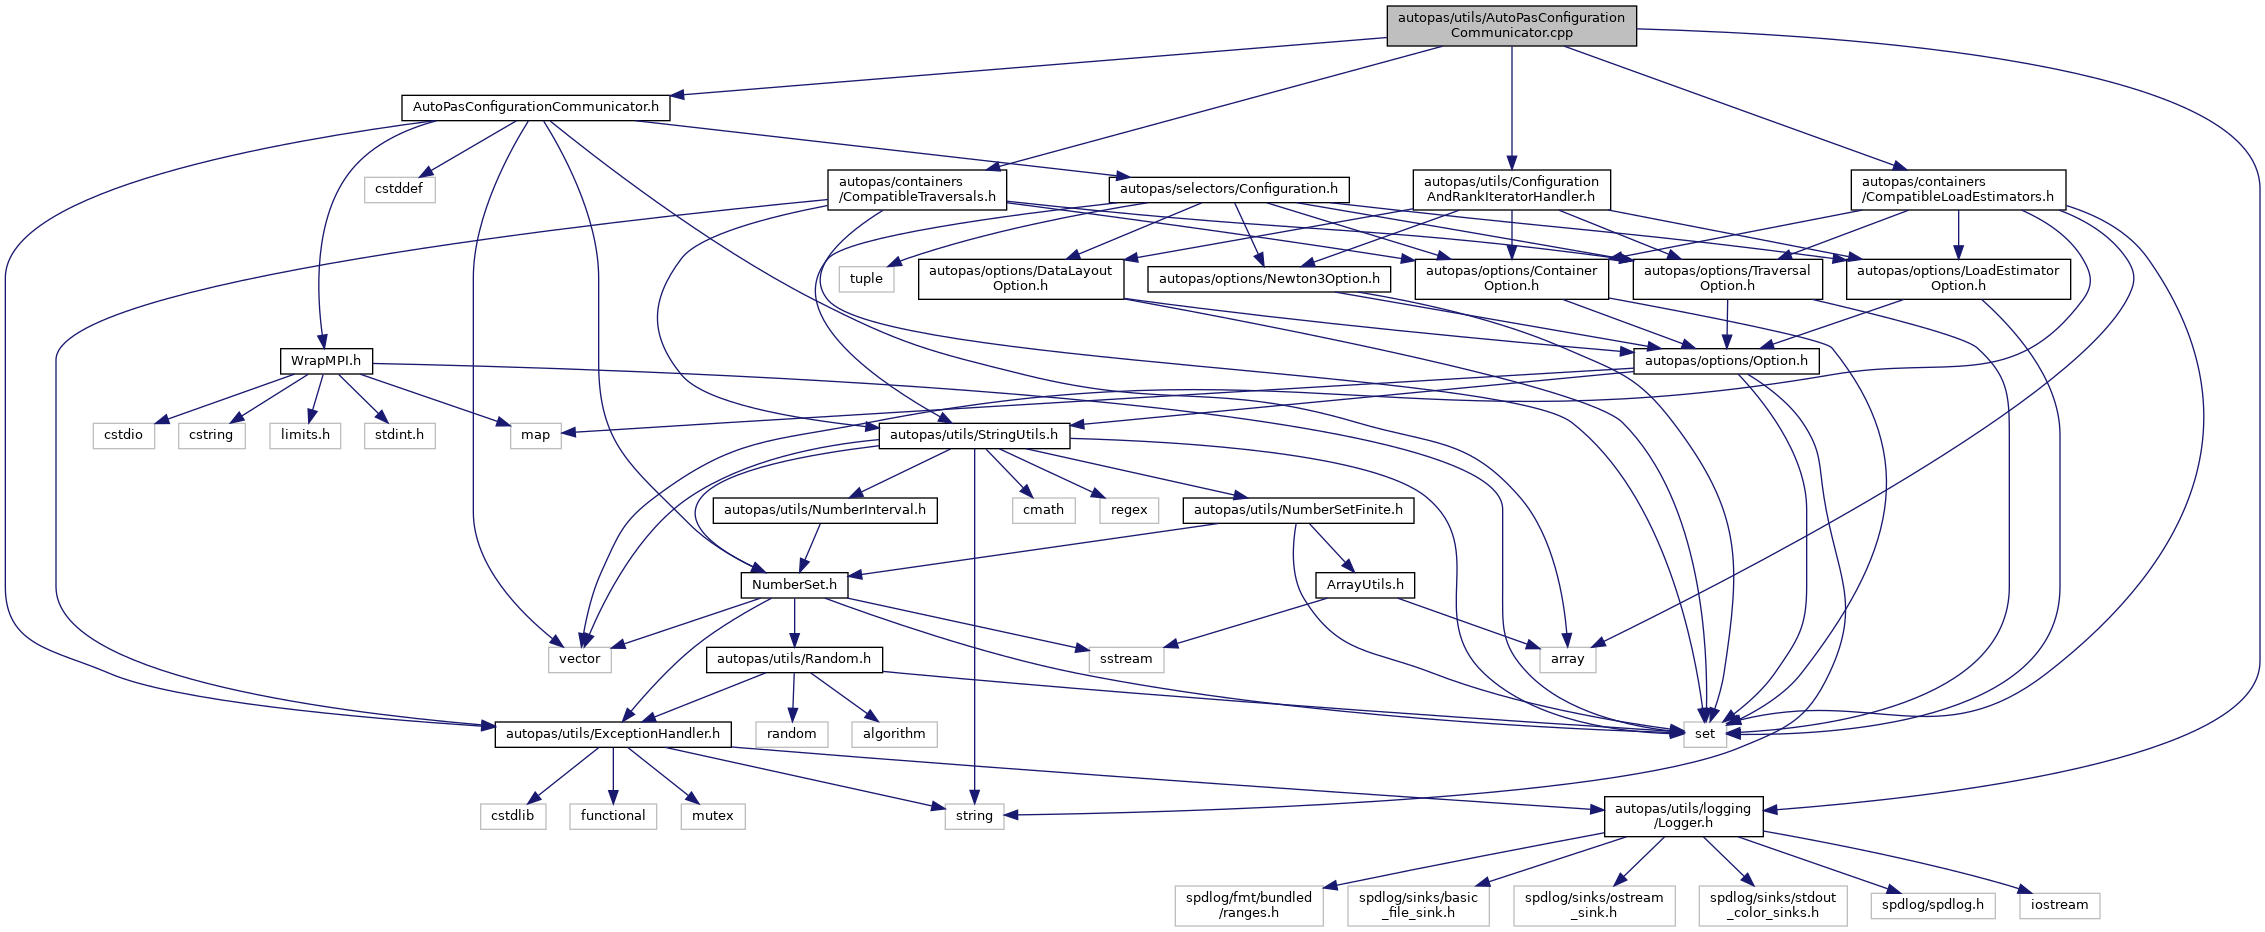 autopas/utils/AutoPasConfiguration
Communicator.cpp
AutoPasConfigurationCommunicator.h
cstddef
autopas/containers
/CompatibleTraversals.h
autopas/selectors/Configuration.h
autopas/utils/Configuration
AndRankIteratorHandler.h
autopas/containers
/CompatibleLoadEstimators.h
tuple
autopas/options/DataLayout
Option.h
autopas/options/Newton3Option.h
autopas/options/Container
Option.h
autopas/options/Traversal
Option.h
autopas/options/LoadEstimator
Option.h
WrapMPI.h
autopas/options/Option.h
cstdio
cstring
limits.h
stdint.h
map
autopas/utils/StringUtils.h
autopas/utils/NumberInterval.h
cmath
regex
autopas/utils/NumberSetFinite.h
NumberSet.h
ArrayUtils.h
vector
autopas/utils/Random.h
sstream
array
autopas/utils/ExceptionHandler.h
random
algorithm
set
cstdlib
functional
mutex
string
autopas/utils/logging
/Logger.h
spdlog/fmt/bundled
/ranges.h
spdlog/sinks/basic
_file_sink.h
spdlog/sinks/ostream
_sink.h
spdlog/sinks/stdout
_color_sinks.h
spdlog/spdlog.h
iostream